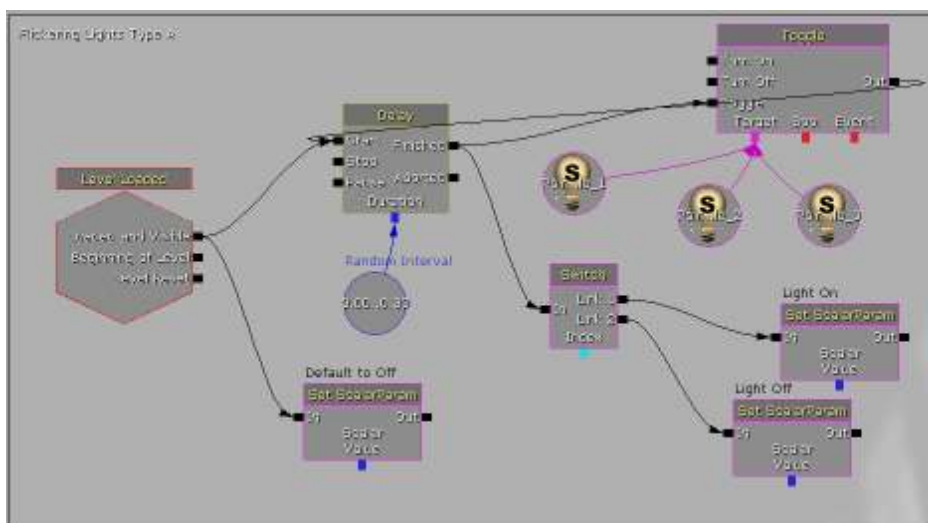 Flickering Lights Type A
Toggle
Turn On
Turn Off
Out
Toggle
Target
Event
Delay
Start
Finished
Stop
Aborted
Pause
Duration
Level Loaded
Loaded and Visible
Beginning of Level
Level Reset
Random Interval
Switch
In
Link 1
Link 2
Index
Light On
Set ScalarParam
In
Out
Scalar
Value
Default to Off
Set ScalarParam
In
Out
Scalar
Value
Light Off
Set ScalarParam
In
Out
Scalar
Value
S
S
S